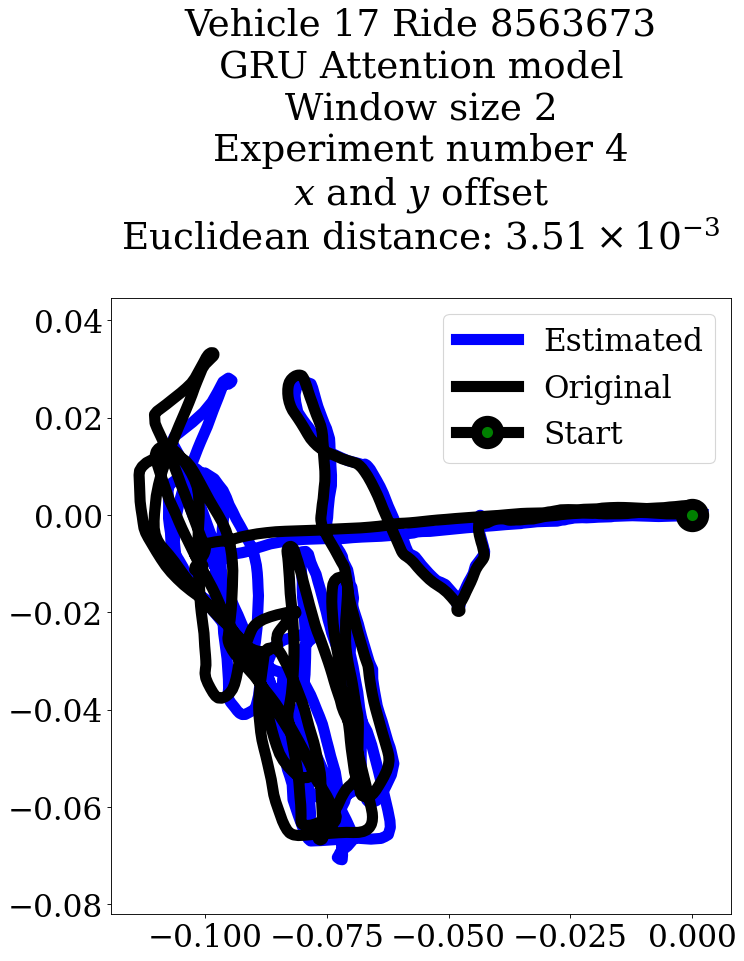 Vehicle 17 Ride 8563673
GRU Attention model
Window size 2
Experiment number 4
x and y offset
Euclidean distance: 3.51 × 10⁻³
Estimated
Original
Start
0.04
0.02
0.00
−0.02
−0.04
−0.06
−0.08
−0.100 −0.075 −0.050 −0.025 0.000